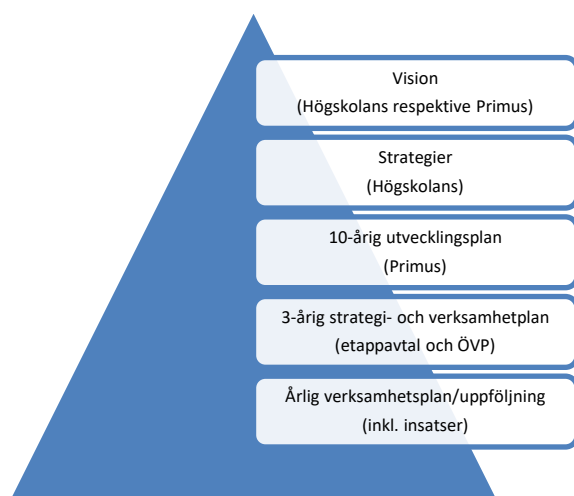 Vision
(Högskolans respektive Primus)
Strategier
(Högskolans)
10-årig utvecklingsplan
(Primus)
3-årig strategi- och verksamhetplan
(etappavtal och ÖVP)
Årlig verksamhetsplan/uppföljning
(inkl. insatser)